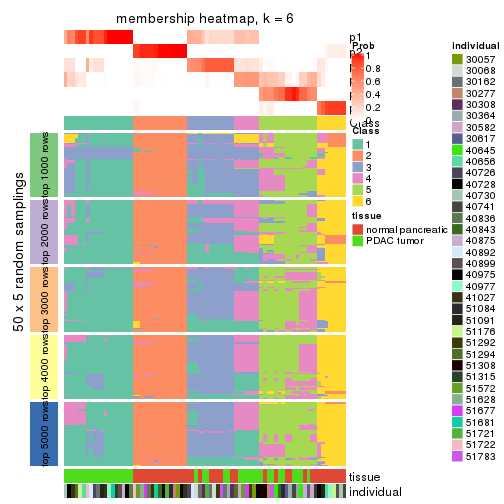 membership heatmap, k = 6
p1
Prob
1
0.8
0.6
0.4
0.2
0
Class
Class
1
2
3
4
5
6
tissue
normal pancreatic
PDAC tumor
tissue
individual
50 x 5 random samplings
top 1000 rows
top 2000 rows
top 3000 rows
top 4000 rows
top 5000 rows
individual
30057
30068
30162
30277
30308
30364
30582
30617
40645
40656
40726
40728
40730
40741
40836
40843
40875
40892
40899
40975
40977
41027
51084
51091
51176
51292
51294
51308
51315
51572
51628
51677
51681
51721
51722
51783